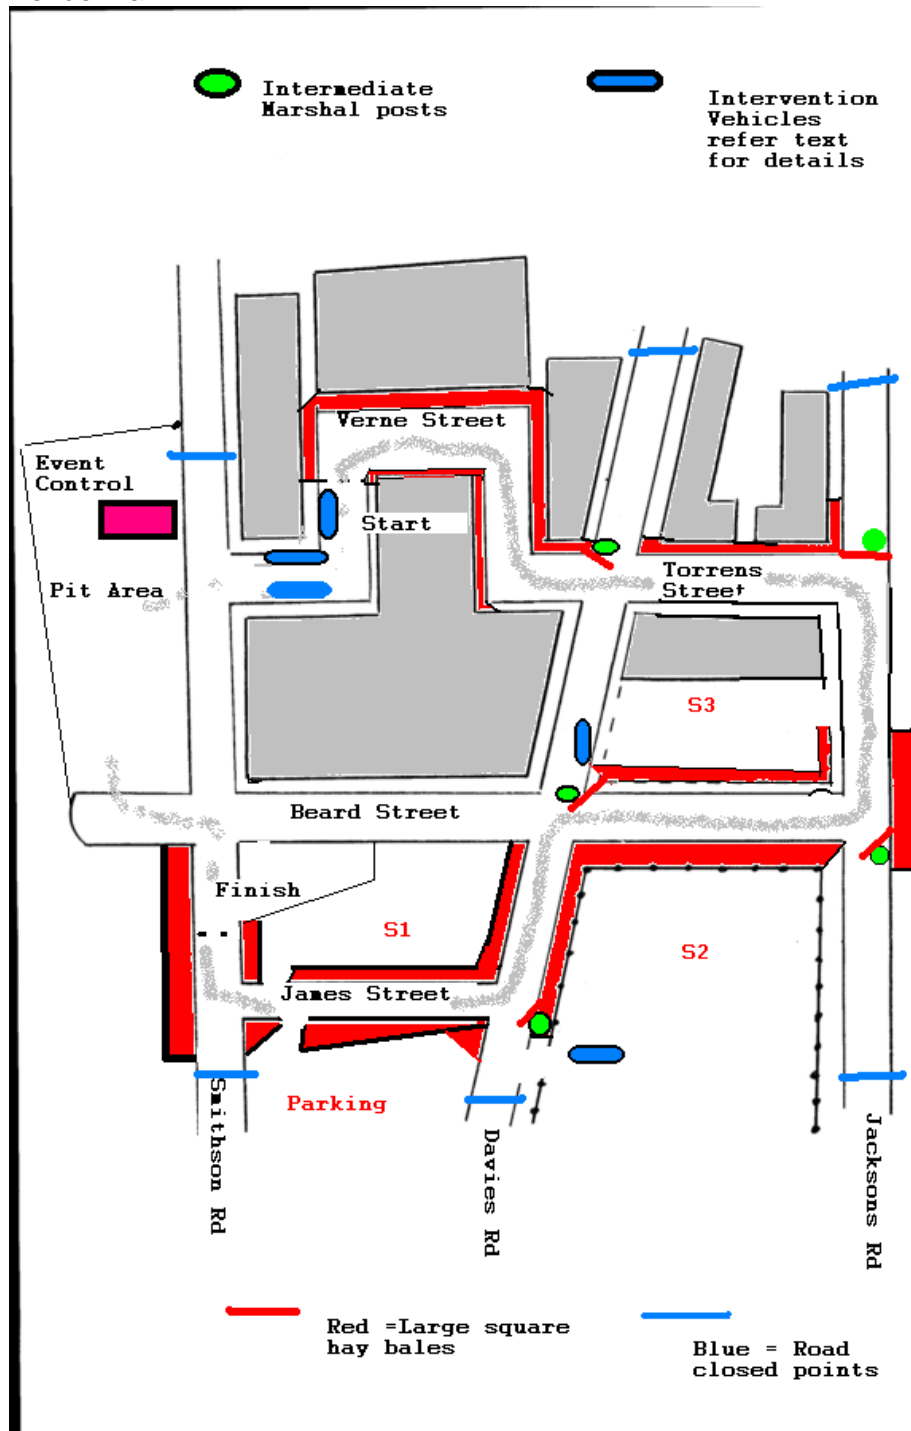 Intermediate
Marshal posts
Intervention
Vehicles
refer text
for details
Verne Street
Event
Control
Start
Pit Area
Torrens
Street
S3
Beard Street
Finish
S1
S2
James Street
Parking
Smithson Rd
Davies Rd
Jacksons Rd
Red =Large square
hay bales
Blue = Road
closed points